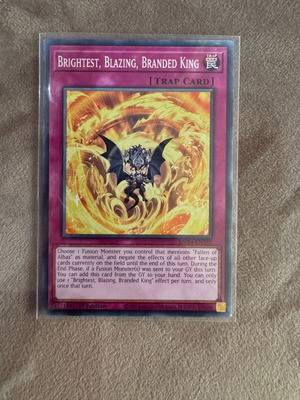 Brightest, Blazing, Branded King
[Trap Card]
Choose 1 Fusion Monster you control that mentions "Fallen of
Albaz" as material, and negate the effects of all other face-up
cards currently on the field until the end of this turn. During the
End Phase, if a Fusion Monster(s) was sent to your GY this turn:
You can add this card from the GY to your hand. You can only
use 1 "Brightest, Blazing, Branded King" effect per turn, and only
once that turn.